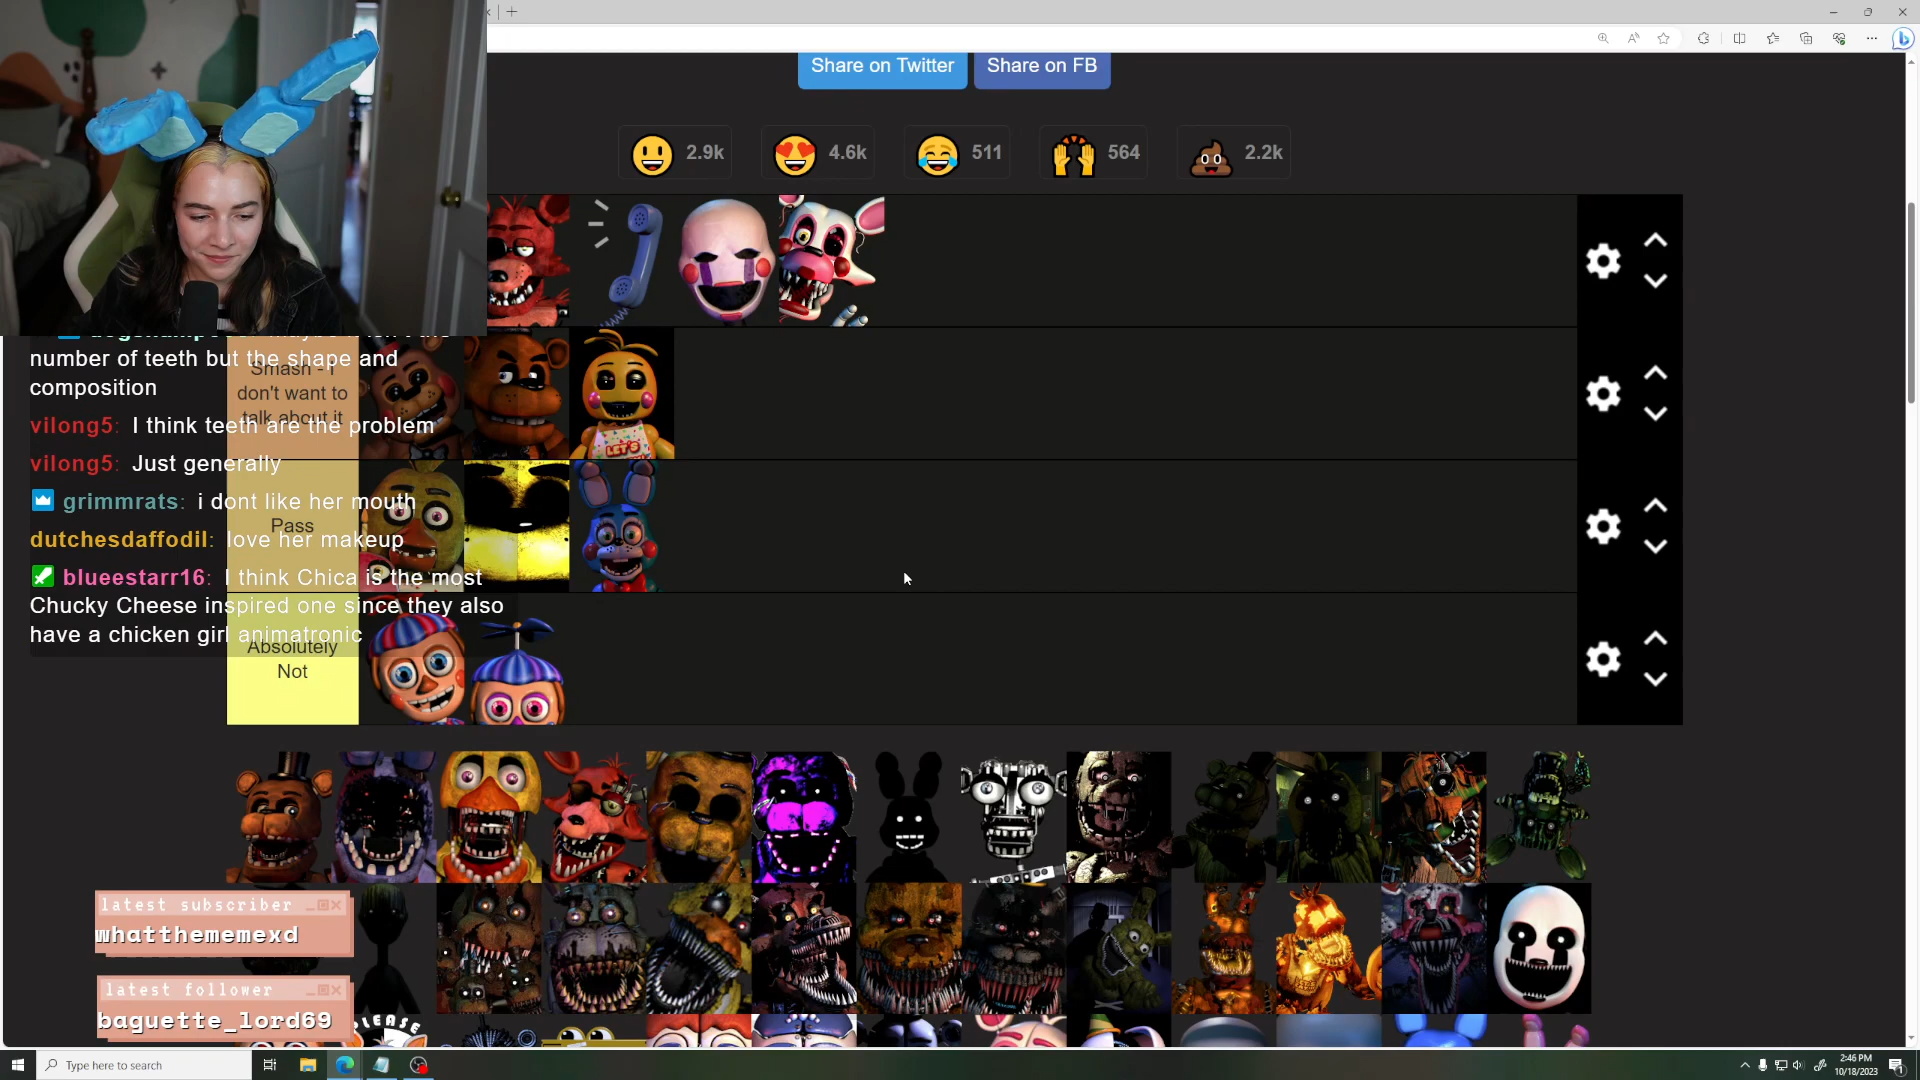 Share on Twitter
Share on FB
2.9k
4.6k
511
564
2.2k
number of teeth but the shape and
composition
vilong5: I think teeth are the problem
vilong5: Just generally
grimmrats: i dont like her mouth
dutchesdaffodil: love her makeup
blueestarr16: I think Chica is the most
Chucky Cheese inspired one since they also
have a chicken girl animatronic
Smash - I
don't want to
talk about it
LET'S
Pass
Absolutely
Not
latest subscriber
whatthememexd
latest follower
baguette_lord69
PLEASE
Type here to search
2:46 PM
10/18/2023